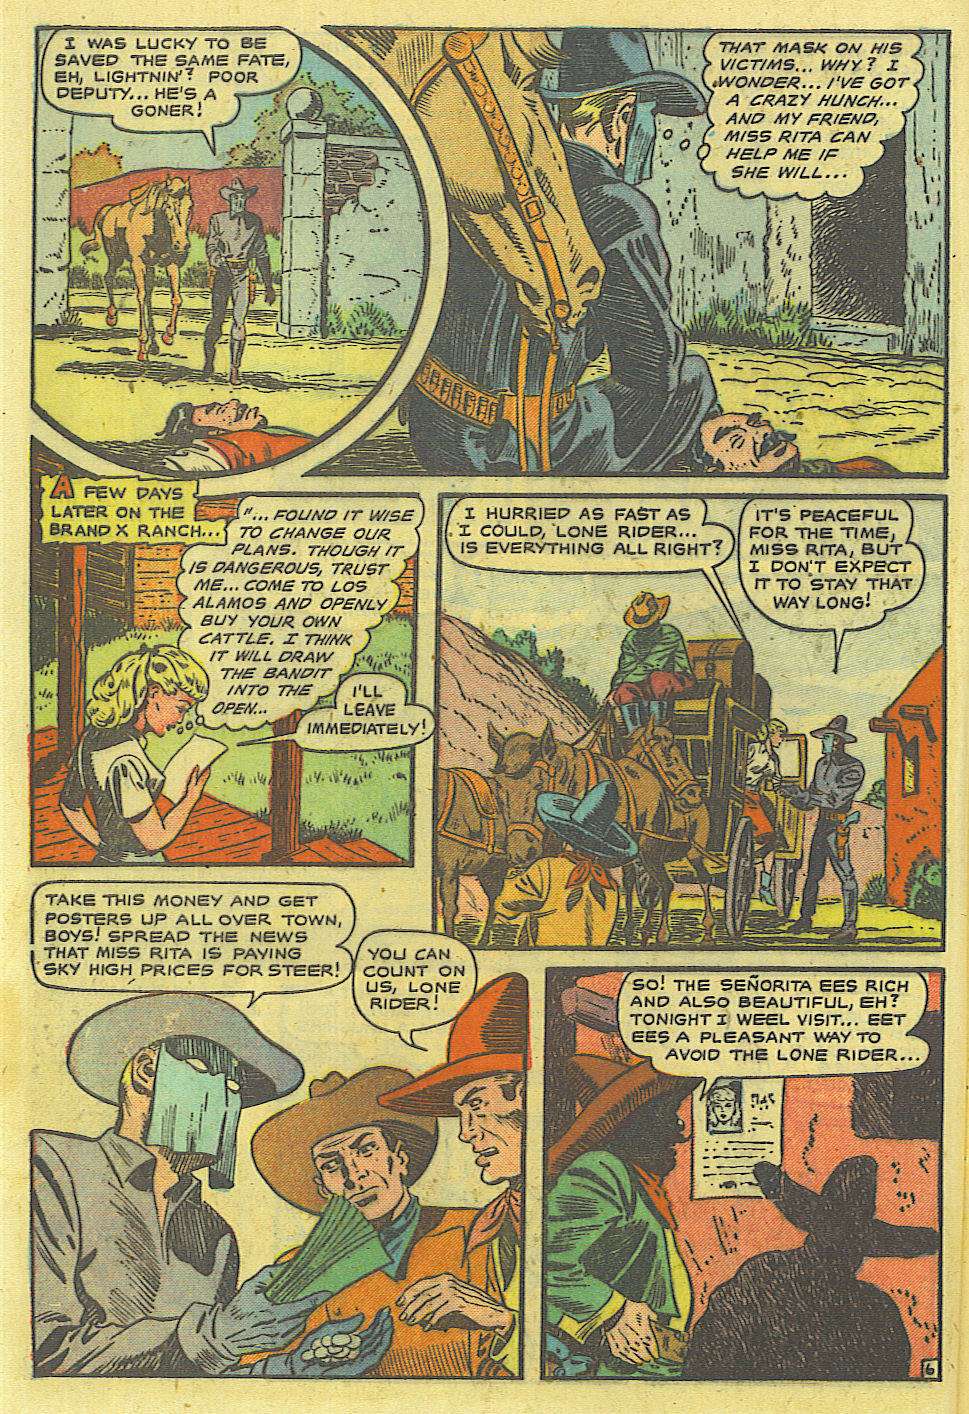 I WAS LUCKY TO BE
SAVED THE SAME FATE,
EH, LIGHTNIN'? POOR
DEPUTY... HE'S A
GONER!
THAT MASK ON HIS
VICTIMS... WHY? I
WONDER... I'VE GOT
A CRAZY HUNCH...
AND MY FRIEND,
MISS RITA CAN
HELP ME IF
SHE WILL...
A FEW DAYS
LATER ON THE
BRAND X RANCH...
"... FOUND IT WISE
TO CHANGE OUR
PLANS. THOUGH IT
IS DANGEROUS, TRUST
ME... COME TO LOS
ALAMOS AND OPENLY
BUY YOUR OWN
CATTLE. I THINK
IT WILL DRAW
THE BANDIT
INTO THE
OPEN...
I'LL
LEAVE
IMMEDIATELY!
I HURRIED AS FAST AS
I COULD, LONE RIDER...
IS EVERYTHING ALL RIGHT?
IT'S PEACEFUL
FOR THE TIME,
MISS RITA, BUT
I DON'T EXPECT
IT TO STAY THAT
WAY LONG!
TAKE THIS MONEY AND GET
POSTERS UP ALL OVER TOWN,
BOYS! SPREAD THE NEWS
THAT MISS RITA IS PAYING
SKY HIGH PRICES FOR STEER!
YOU CAN
COUNT ON
US, LONE
RIDER!
SO! THE SEÑORITA EES RICH
AND ALSO BEAUTIFUL, EH?
TONIGHT I WEEL VISIT... EET
EES A PLEASANT WAY TO
AVOID THE LONE RIDER...
6